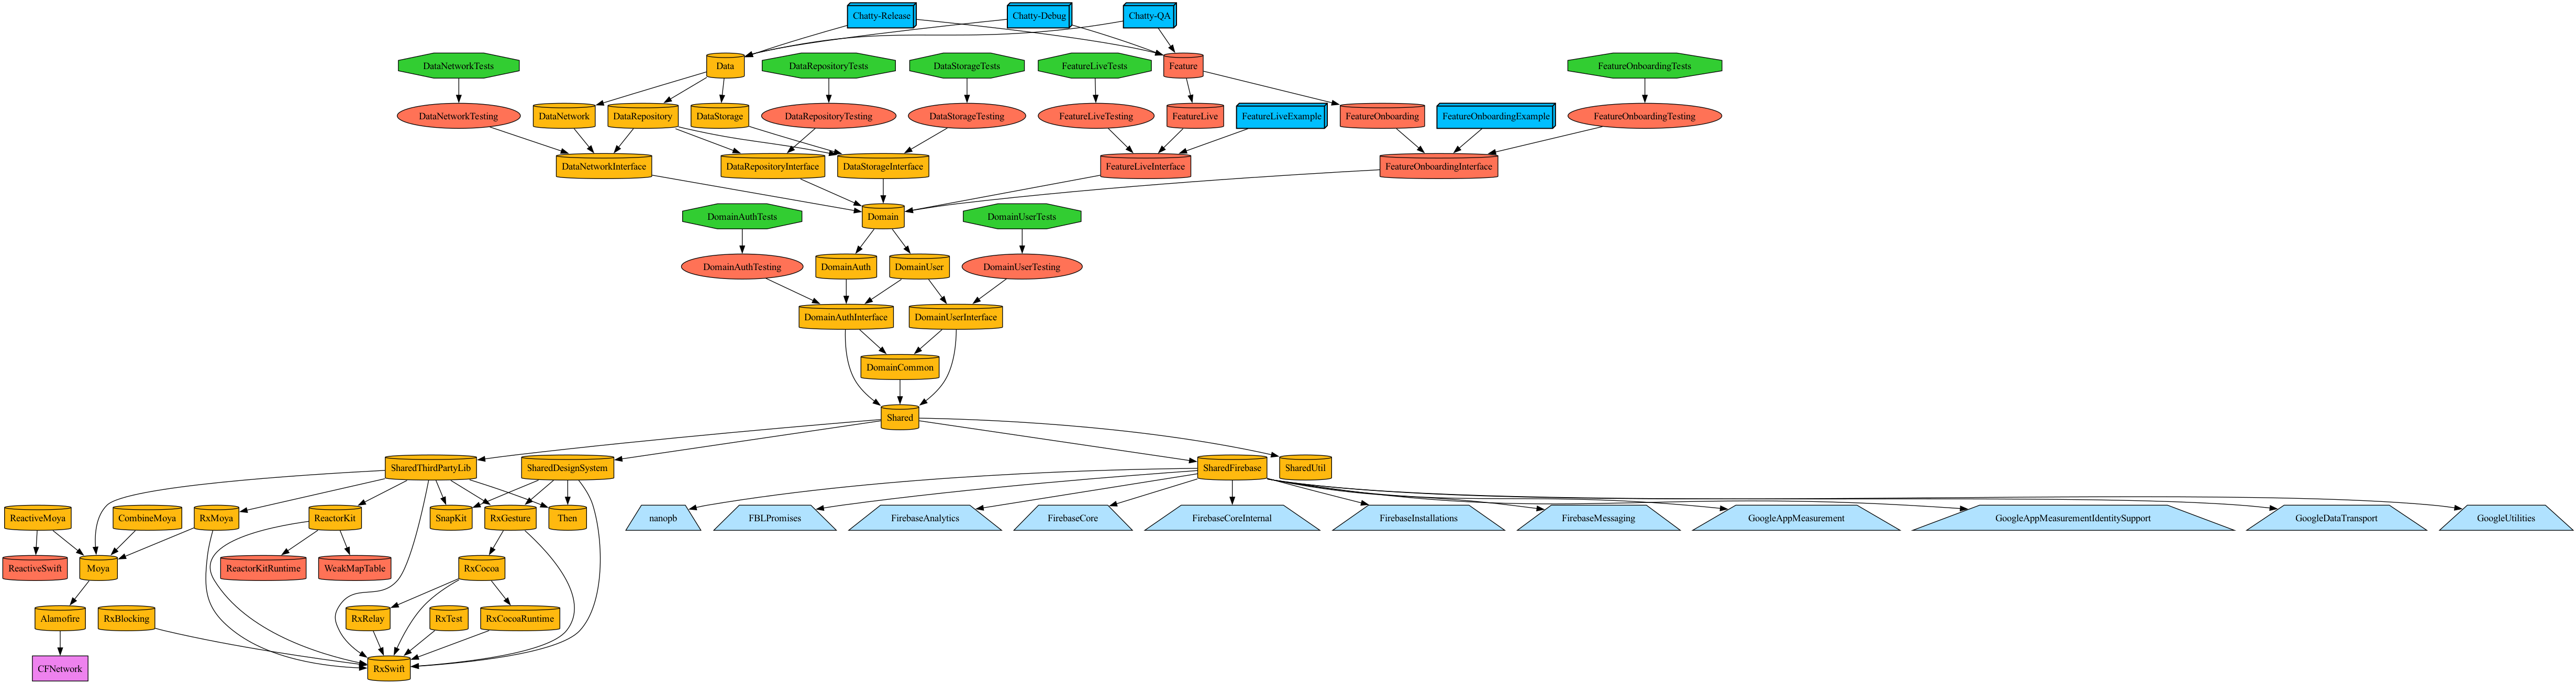 Chatty-Release
Chatty-Debug
Chatty-QA
DataNetworkTests
Data
DataRepositoryTests
DataStorageTests
FeatureLiveTests
Feature
FeatureOnboardingTests
DataNetworkTesting
DataNetwork
DataRepository
DataStorage
DataRepositoryTesting
DataStorageTesting
FeatureLiveTesting
FeatureLive
FeatureLiveExample
FeatureOnboarding
FeatureOnboardingExample
FeatureOnboardingTesting
DataNetworkInterface
DataRepositoryInterface
DataStorageInterface
FeatureLiveInterface
FeatureOnboardingInterface
DomainAuthTests
Domain
DomainUserTests
DomainAuthTesting
DomainAuth
DomainUser
DomainUserTesting
DomainAuthInterface
DomainUserInterface
DomainCommon
Shared
SharedThirdPartyLib
SharedDesignSystem
SharedFirebase
SharedUtil
ReactiveMoya
CombineMoya
RxMoya
ReactorKit
SnapKit
RxGesture
Then
nanopb
FBLPromises
FirebaseAnalytics
FirebaseCore
FirebaseCoreInternal
FirebaseInstallations
FirebaseMessaging
GoogleAppMeasurement
GoogleAppMeasurementIdentitySupport
GoogleDataTransport
GoogleUtilities
ReactiveSwift
Moya
ReactorKitRuntime
WeakMapTable
RxCocoa
Alamofire
RxBlocking
RxRelay
RxTest
RxCocoaRuntime
CFNetwork
RxSwift